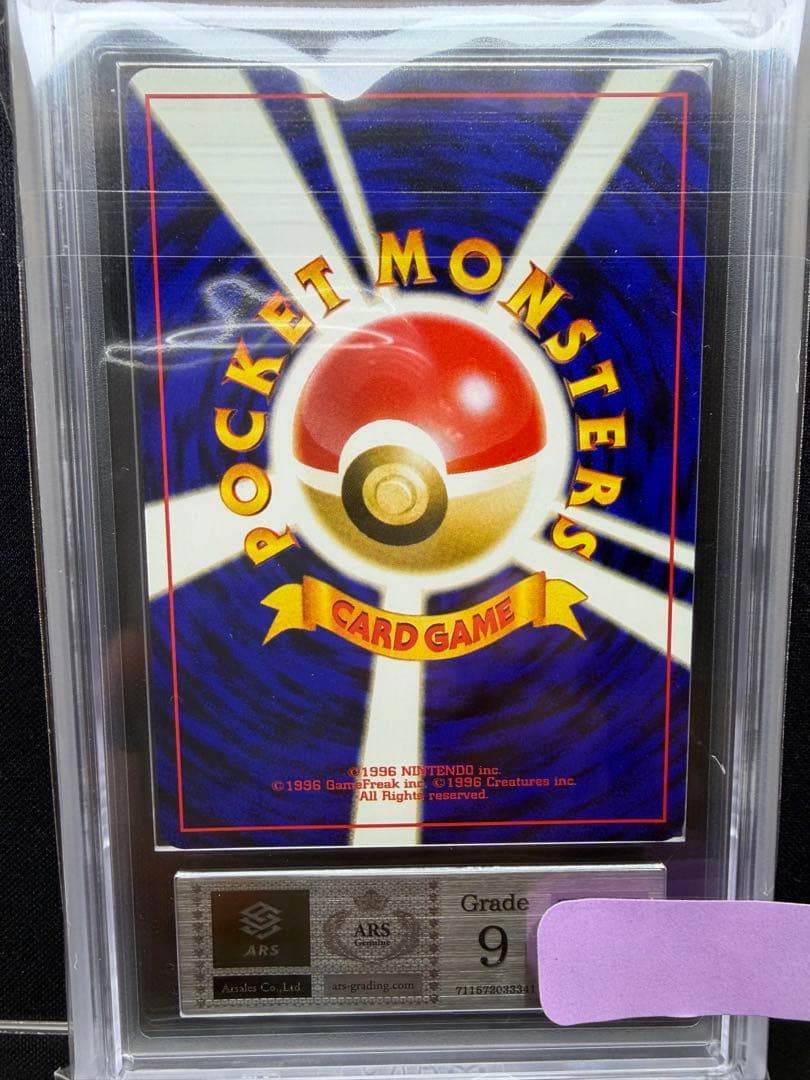 POCKET MONSTERS
CARD GAME
©1996 NINTENDO inc.
©1996 GameFreak inc. ©1996 Creatures inc.
All Rights reserved.
ARS
Arsales Co.,Ltd.
ARS
Genuine
ars-grading.com
Grade
9
711572033341